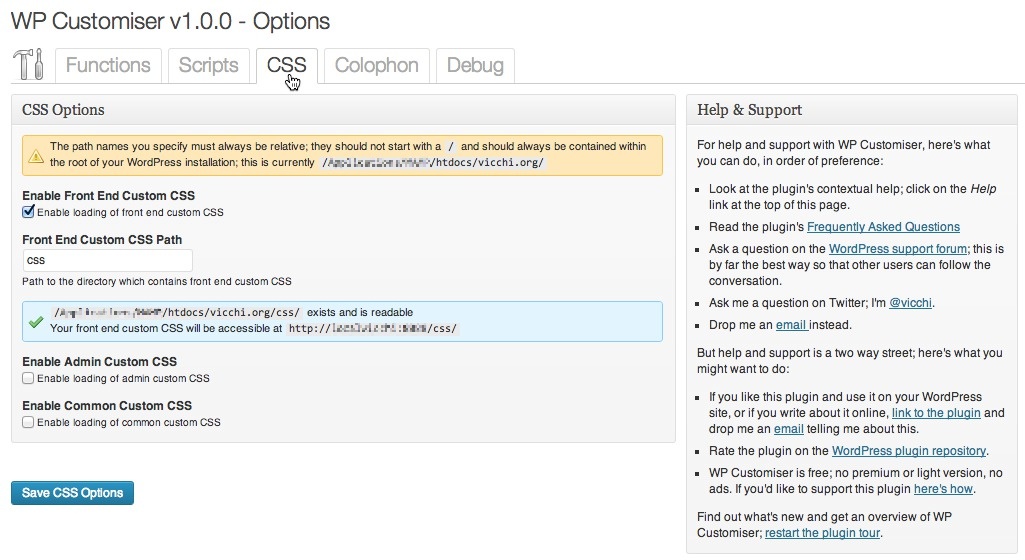 WP Customiser v1.0.0 - Options
Functions Scripts CSS Colophon Debug
CSS Options
The path names you specify must always be relative; they should not start with a / and should always be contained within
the root of your WordPress installation; this is currently /htdocs/vicchi.org/
Enable Front End Custom CSS
Enable loading of front end custom CSS
Front End Custom CSS Path
css
Path to the directory which contains front end custom CSS
/htdocs/vicchi.org/css/ exists and is readable
Your front end custom CSS will be accessible at http:// /css/
Enable Admin Custom CSS
Enable loading of admin custom CSS
Enable Common Custom CSS
Enable loading of common custom CSS
Save CSS Options
Help & Support
For help and support with WP Customiser, here's what
you can do, in order of preference:
Look at the plugin's contextual help; click on the Help
link at the top of this page.
Read the plugin's Frequently Asked Questions
Ask a question on the WordPress support forum; this is
by far the best way so that other users can follow the
conversation.
Ask me a question on Twitter; I'm @vicchi.
Drop me an email instead.
But help and support is a two way street; here's what you
might want to do:
If you like this plugin and use it on your WordPress
site, or if you write about it online, link to the plugin and
drop me an email telling me about this.
Rate the plugin on the WordPress plugin repository.
WP Customiser is free; no premium or light version, no
ads. If you'd like to support this plugin here's how.
Find out what's new and get an overview of WP
Customiser; restart the plugin tour.